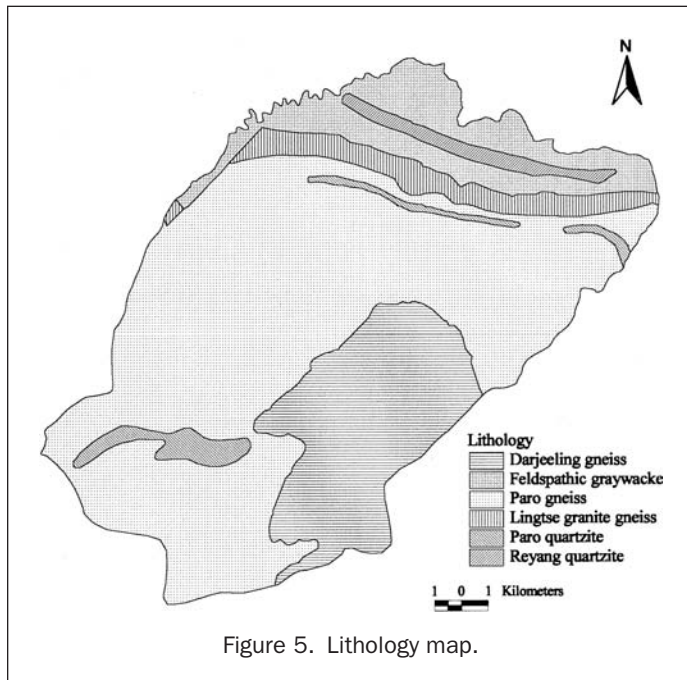 N
Lithology
Darjeeling gneiss
Feldspathic graywacke
Paro gneiss
Lingtse granite gneiss
Paro quartzite
Reyang quartzite
1 0 1 Kilometers
Figure 5. Lithology map.